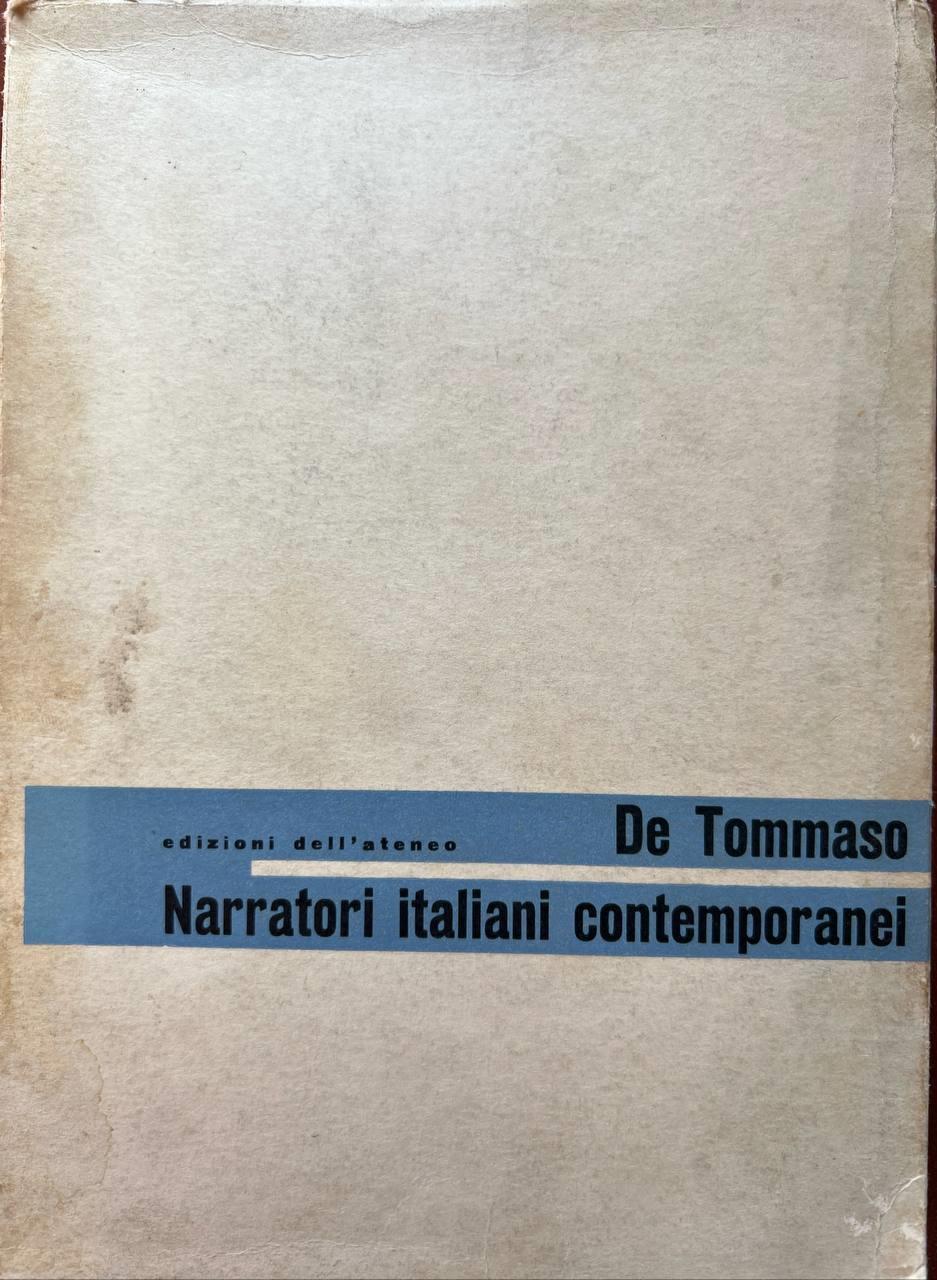 De Tommaso
edizioni dell'ateneo
Narratori italiani contemporanei